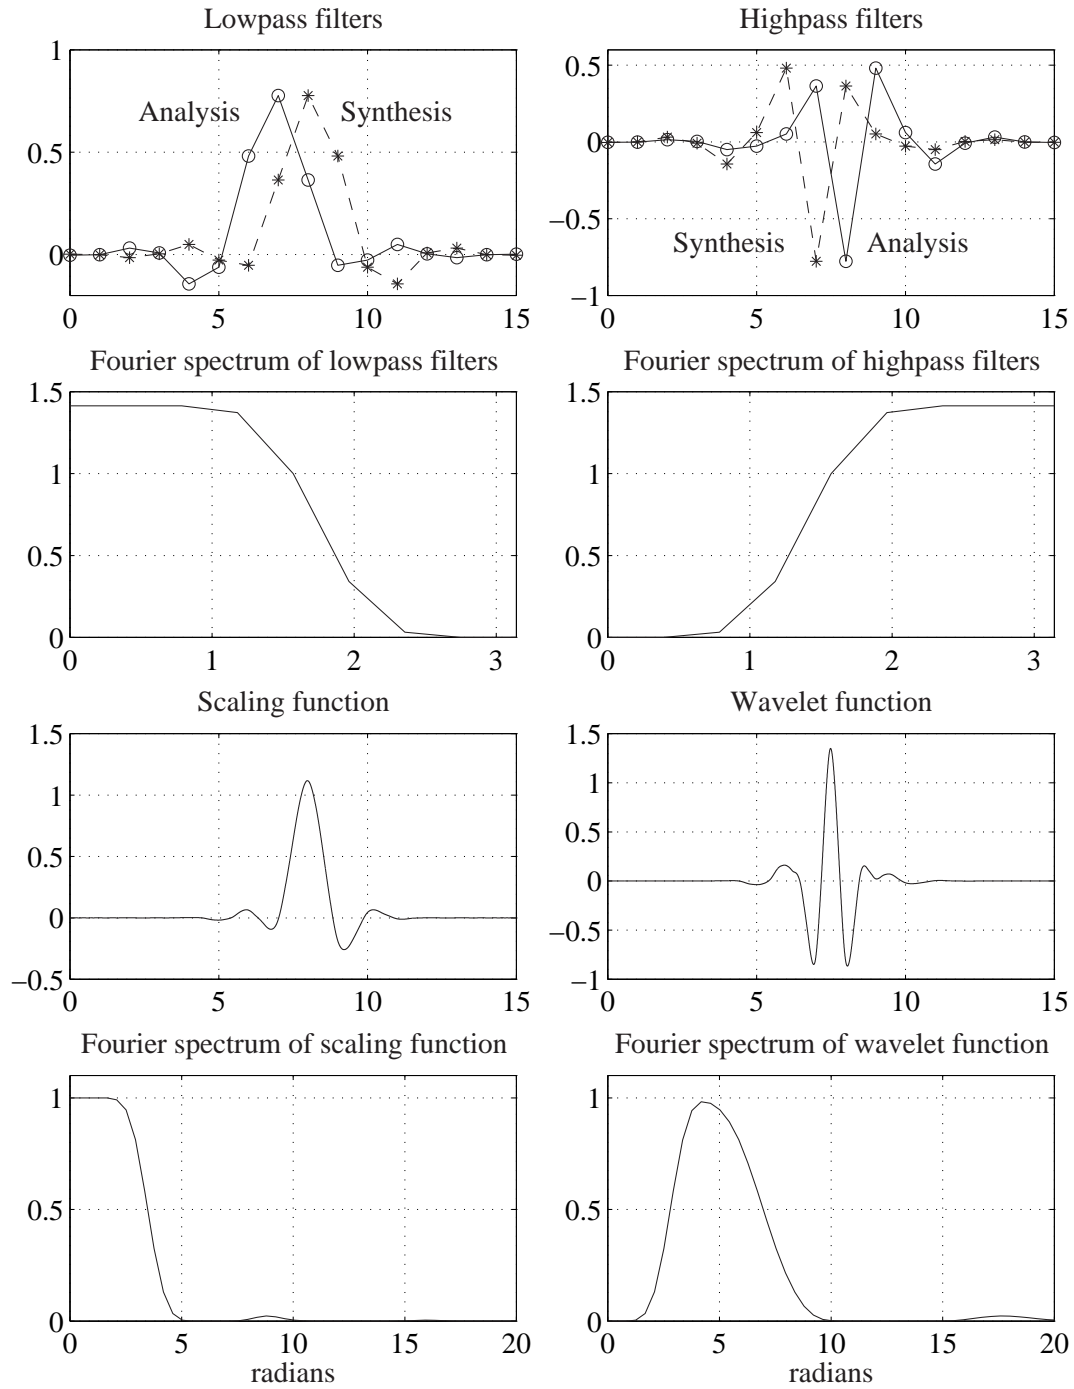 Lowpass filters
Highpass filters
1
0.5
0
Analysis
Synthesis
0 5 10 15
0.5
0
−0.5
−1
Synthesis
Analysis
0 5 10 15
Fourier spectrum of lowpass filters
Fourier spectrum of highpass filters
1.5
1
0.5
0
0 1 2 3
1.5
1
0.5
0
0 1 2 3
Scaling function
Wavelet function
1.5
1
0.5
0
−0.5
0 5 10 15
1.5
1
0.5
0
−0.5
−1
0 5 10 15
Fourier spectrum of scaling function
Fourier spectrum of wavelet function
1
0.5
0
0 5 10 15 20
radians
1
0.5
0
0 5 10 15 20
radians